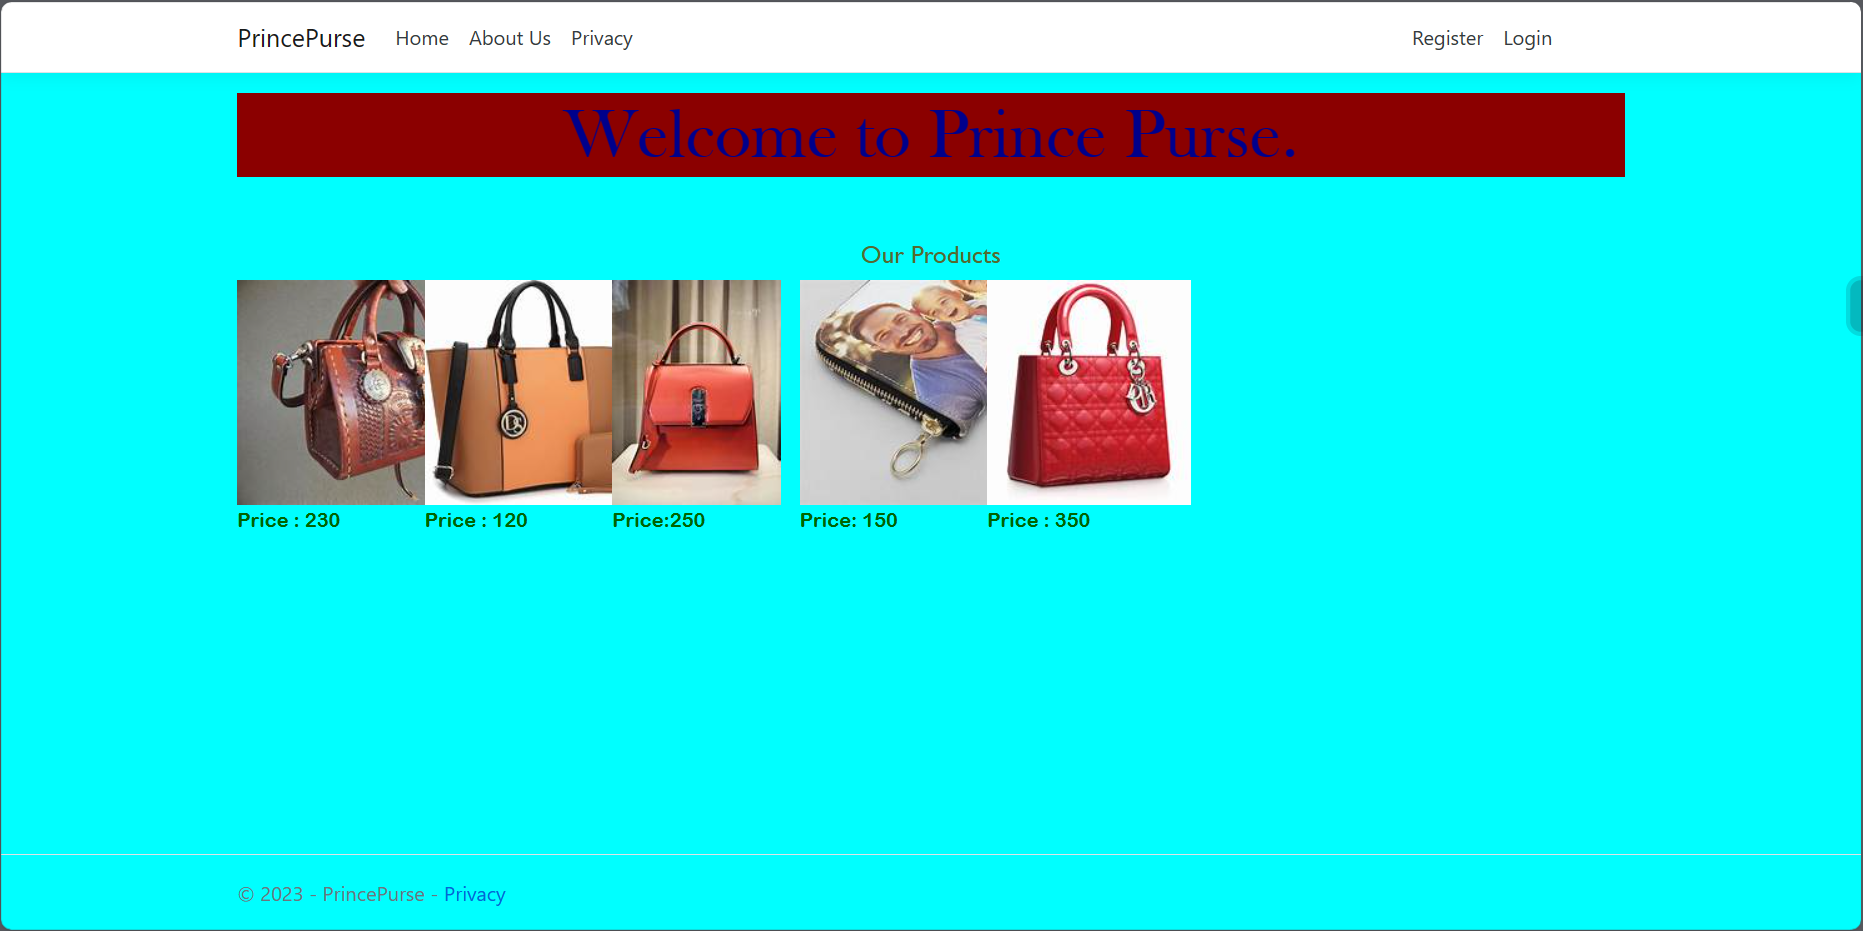 PrincePurse Home About Us Privacy Register Login
Welcome to Prince Purse.
Our Products
DS
Price : 230 Price : 120 Price:250 Price: 150 Price : 350
© 2023 - PrincePurse - Privacy